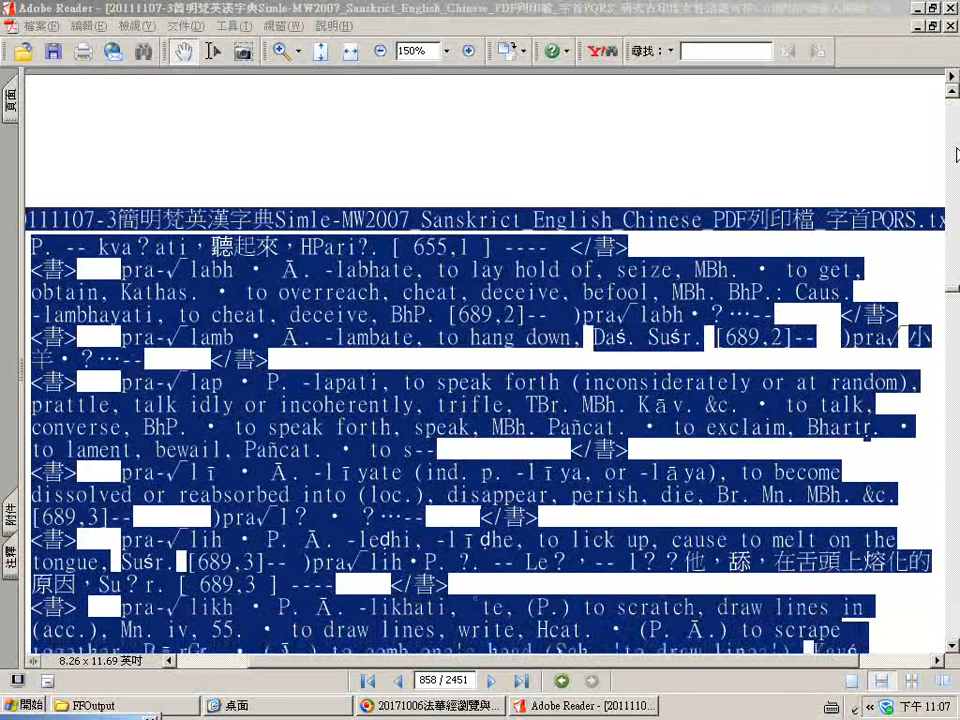 Adobe Reader - [20111107-3簡明梵英漢字典Simle-MW2007_Sanskrict_English_Chinese_PDF列印檔_字首PQRS_
檔案(F) 編輯(E) 檢視(V) 文件(D) 工具(T) 視窗(W) 說明(H)
150% 尋找:
頁面
0111107-3簡明梵英漢字典Simle-MW2007_Sanskrict_English_Chinese_PDF列印檔_字首PQRS.tx
P. -- kva?ati，聽起來，HPari?. [ 655,1 ] ---- </書>
<書> pra-√labh • Ā. -labhate, to lay hold of, seize, MBh. • to get,
obtain, Kathas. • to overreach, cheat, deceive, befool, MBh. BhP.: Caus.
-lambhayati, to cheat, deceive, BhP. [689,2]-- )pra√labh•?…-- </書>
<書> pra-√lamb • Ā. -lambate, to hang down, Daś. Suśr. [689,2]-- )pra√小
羊•?…-- </書>
<書> pra-√lap • P. -lapati, to speak forth (inconsiderately or at random),
prattle, talk idly or incoherently, trifle, TBr. MBh. Kāv. &c. • to talk,
converse, BhP. • to speak forth, speak, MBh. Pañcat. • to exclaim, Bhartṛ. •
to lament, bewail, Pañcat. • to s-- </書>
<書> pra-√lī • Ā. -līyate (ind. p. -līya, or -lāya), to become
dissolved or reabsorbed into (loc.), disappear, perish, die, Br. Mn. MBh. &c.
[689,3]-- )pra√l? • ?…-- </書>
<書> pra-√lih • P. Ā. -leḍhi, -līḍhe, to lick up, cause to melt on the
tongue, Suśr. [689,3]-- )pra√lih•P. ?. -- Le?，-- l??他，舔，在舌頭上熔化的
原因，Su?r. [ 689,3 ] ---- </書>
<書> pra-√likh • P. Ā. -likhati, °te, (P.) to scratch, draw lines in
(acc.), Mn. iv, 55. • to draw lines, write, Hcat. • (P. Ā.) to scrape
附件
注釋
8.26 x 11.69 英吋
858 / 2451
開始 FFOutput 桌面 20171006法華經瀏覽與... Adobe Reader - [2011110... 下午 11:07